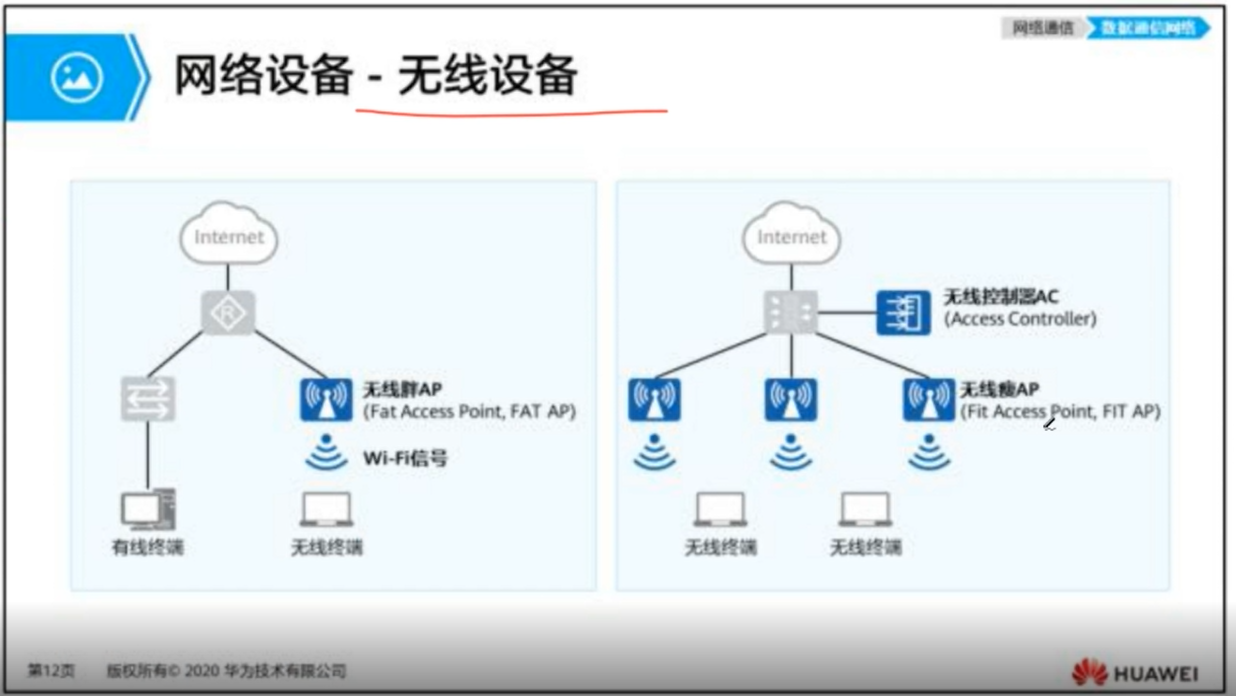 网络通信 数据通信网络
网络设备 - 无线设备
Internet
R
无线胖AP
(Fat Access Point, FAT AP)
Wi-Fi信号
有线终端
无线终端
Internet
无线控制器AC
(Access Controller)
无线瘦AP
(Fit Access Point, FIT AP)
无线终端
无线终端
第12页 版权所有© 2020 华为技术有限公司
HUAWEI